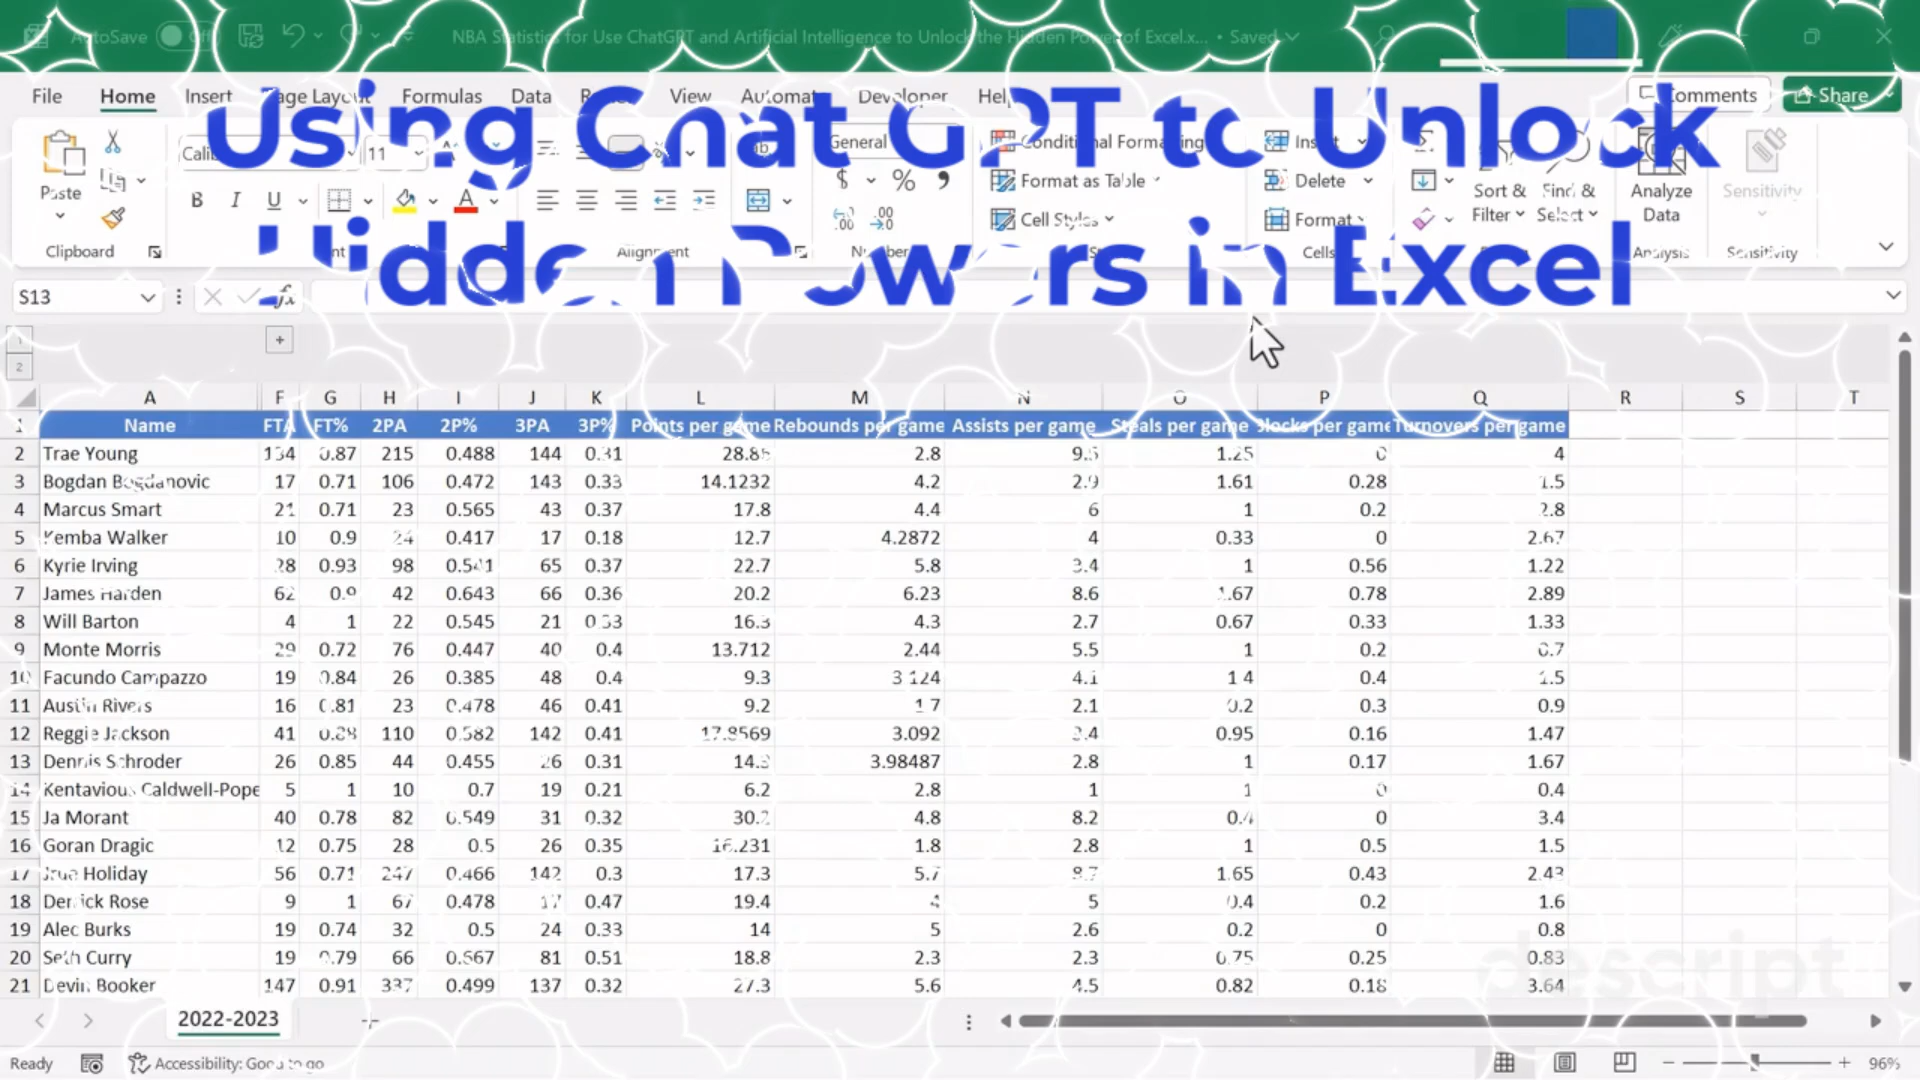 AutoSave Off NBA Statistics for Use ChatGPT and Artificial Intelligence to Unlock the Hidden Power of Excel.x... • Saved
File Home Insert Page Layout Formulas Data View Automate Developer Help Comments Share
Using Chat GPT to Unlock
Hidden Powers in Excel
Paste 11 General Conditional Formatting Insert
B I U A $ % Format as Table Delete Sort & Filter Find & Select Analyze Data Sensitivity
Cell Styles Format
Clipboard Alignment Number Cells Analysis Sensitivity
S13 fx
1
2
A F G H I J K L M N O P Q R S T
1 Name FTA FT% 2PA 2P% 3PA 3P% Points per game Rebounds per game Assists per game Steals per game Blocks per game Turnovers per game
2 Trae Young 0.87 215 0.488 144 0.31 2.8 1.25 0 4
3 Bogdan Bogdanovic 17 0.71 106 0.472 143 0.33 14.1232 4.2 2.9 1.61 0.28 1.5
4 Marcus Smart 21 0.71 23 0.565 43 0.37 17.8 4.4 6 1 0.2 2.8
5 Kemba Walker 10 0.9 24 0.417 17 0.18 12.7 4.2872 4 0.33 0 2.67
6 Kyrie Irving 28 0.93 98 0.541 65 0.37 22.7 5.8 1 0.56 1.22
7 James Harden 62 0.9 42 0.643 66 0.36 20.2 6.23 8.6 1.67 0.78 2.89
8 Will Barton 4 1 22 0.545 21 16.3 4.3 2.7 0.67 0.33 1.33
9 Monte Morris 29 0.72 76 0.447 40 0.4 13.712 2.44 5.5 1 0.2 0.7
10 Facundo Campazzo 19 0.84 26 0.385 48 0.4 9.3 3.124 4.1 1.4 0.4 1.5
11 Austin Rivers 16 0.81 23 0.478 46 0.41 9.2 1.7 2.1 0.2 0.3 0.9
12 Reggie Jackson 41 110 0.582 142 0.41 17.8569 3.092 0.95 0.16 1.47
13 Dennis Schroder 26 0.85 44 0.455 26 0.31 3.98487 2.8 1 0.17 1.67
14 Kentavious Caldwell-Pope 5 1 10 0.7 19 0.21 6.2 2.8 1 1 0 0.4
15 Ja Morant 40 0.78 82 0.549 31 0.32 4.8 8.2 0.4 0 3.4
16 Goran Dragic 12 0.75 28 0.5 26 0.35 16.231 1.8 2.8 1 0.5 1.5
17 Jrue Holiday 56 0.71 247 0.466 142 0.3 17.3 5.7 1.65 0.43 2.43
18 Derrick Rose 9 1 67 0.478 17 0.47 19.4 4 5 0.4 0.2 1.6
19 Alec Burks 19 0.74 32 0.5 24 0.33 14 5 2.6 0.2 0 0.8
20 Seth Curry 19 0.79 66 0.667 81 0.51 18.8 2.3 2.3 0.75 0.25 0.83
21 Devin Booker 147 0.91 337 0.499 137 0.32 27.3 5.6 4.5 0.82 0.18 3.64
descript
2022-2023
Ready Accessibility: Good to go 96%